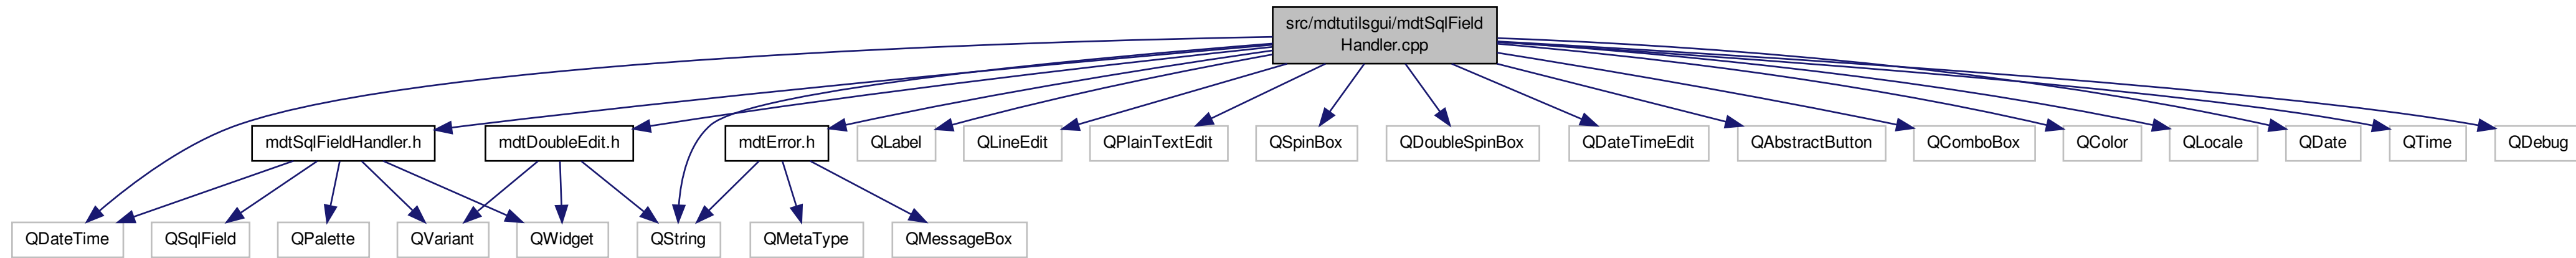 src/mdtutilsgui/mdtSqlField
Handler.cpp
mdtSqlFieldHandler.h
mdtDoubleEdit.h
mdtError.h
QLabel
QLineEdit
QPlainTextEdit
QSpinBox
QDoubleSpinBox
QDateTimeEdit
QAbstractButton
QComboBox
QColor
QLocale
QDate
QTime
QDebug
QDateTime
QSqlField
QPalette
QVariant
QWidget
QString
QMetaType
QMessageBox